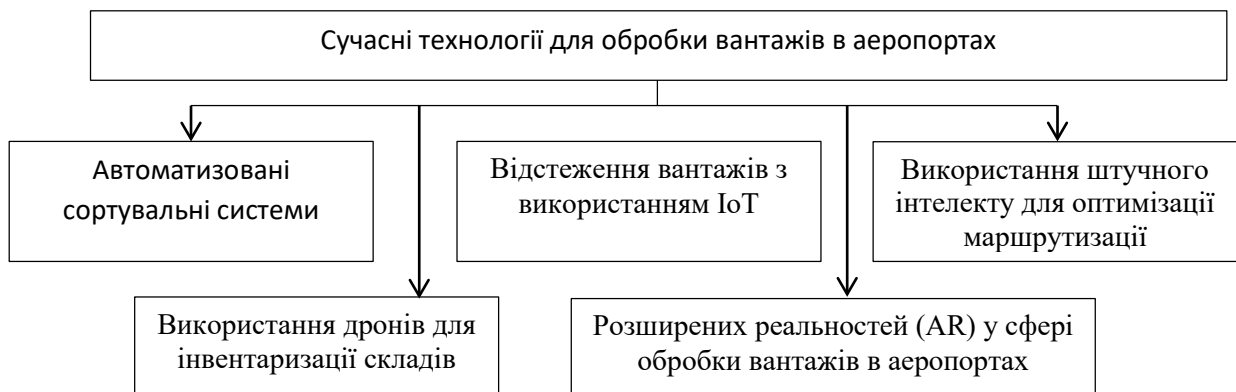 Сучасні технології для обробки вантажів в аеропортах
Автоматизовані
сортувальні системи
Відстеження вантажів з
використанням IoT
Використання штучного
інтелекту для оптимізації
маршрутизації
Використання дронів для
інвентаризації складів
Розширених реальностей (AR) у сфері
обробки вантажів в аеропортах